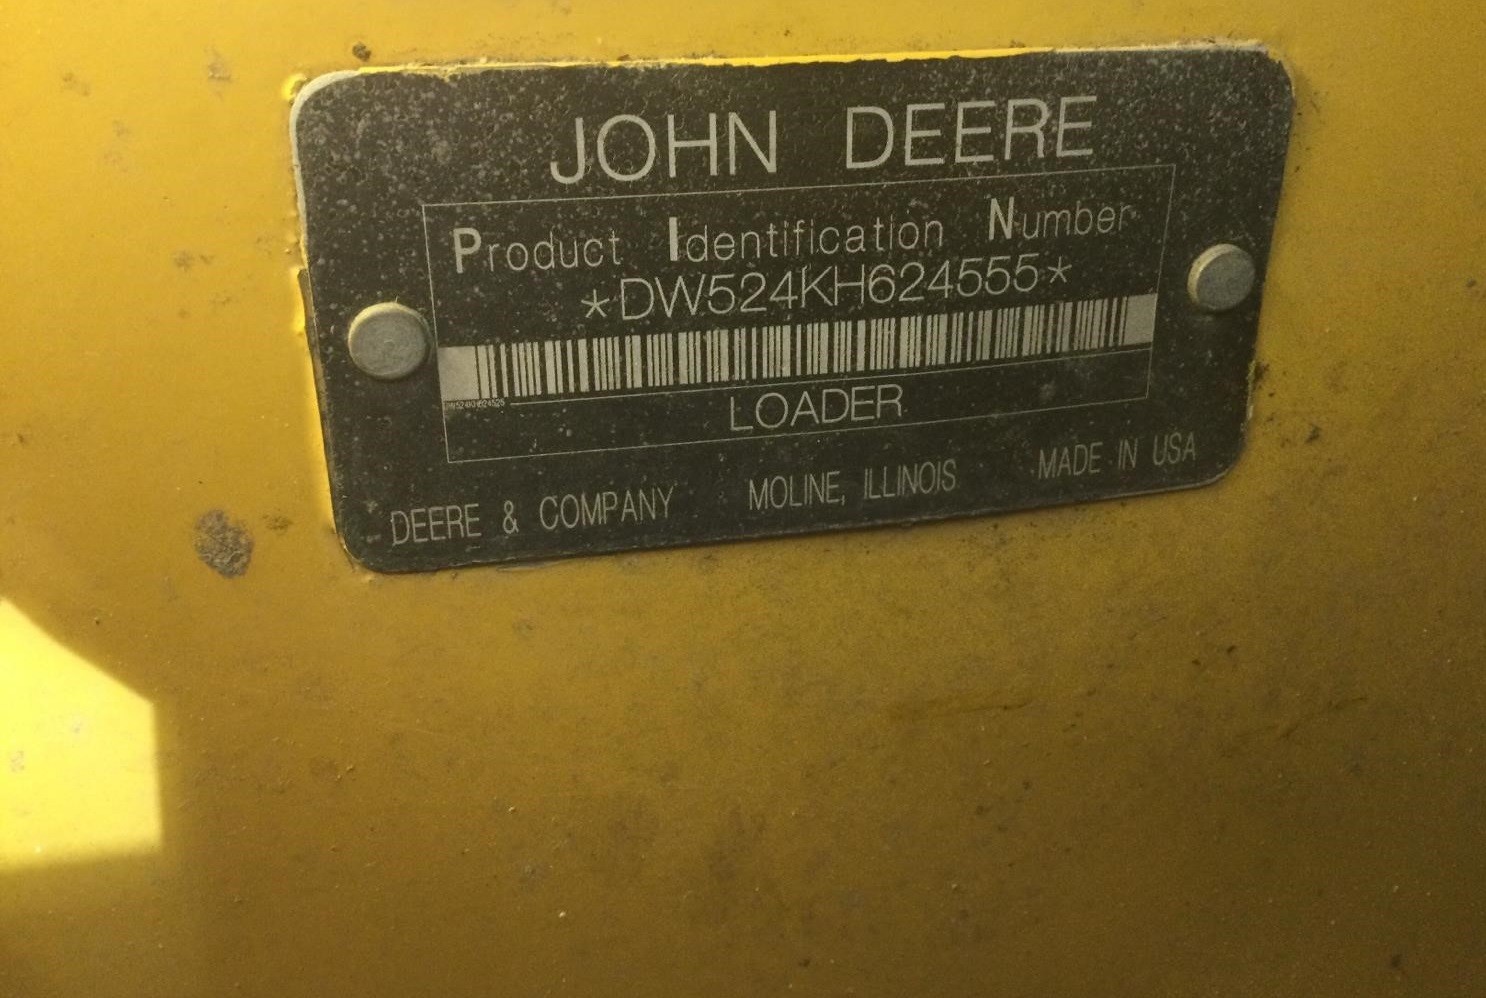 JOHN DEERE
Product Identification Number
*DW524KH624555*
LOADER
DEERE & COMPANY MOLINE, ILLINOIS MADE IN USA